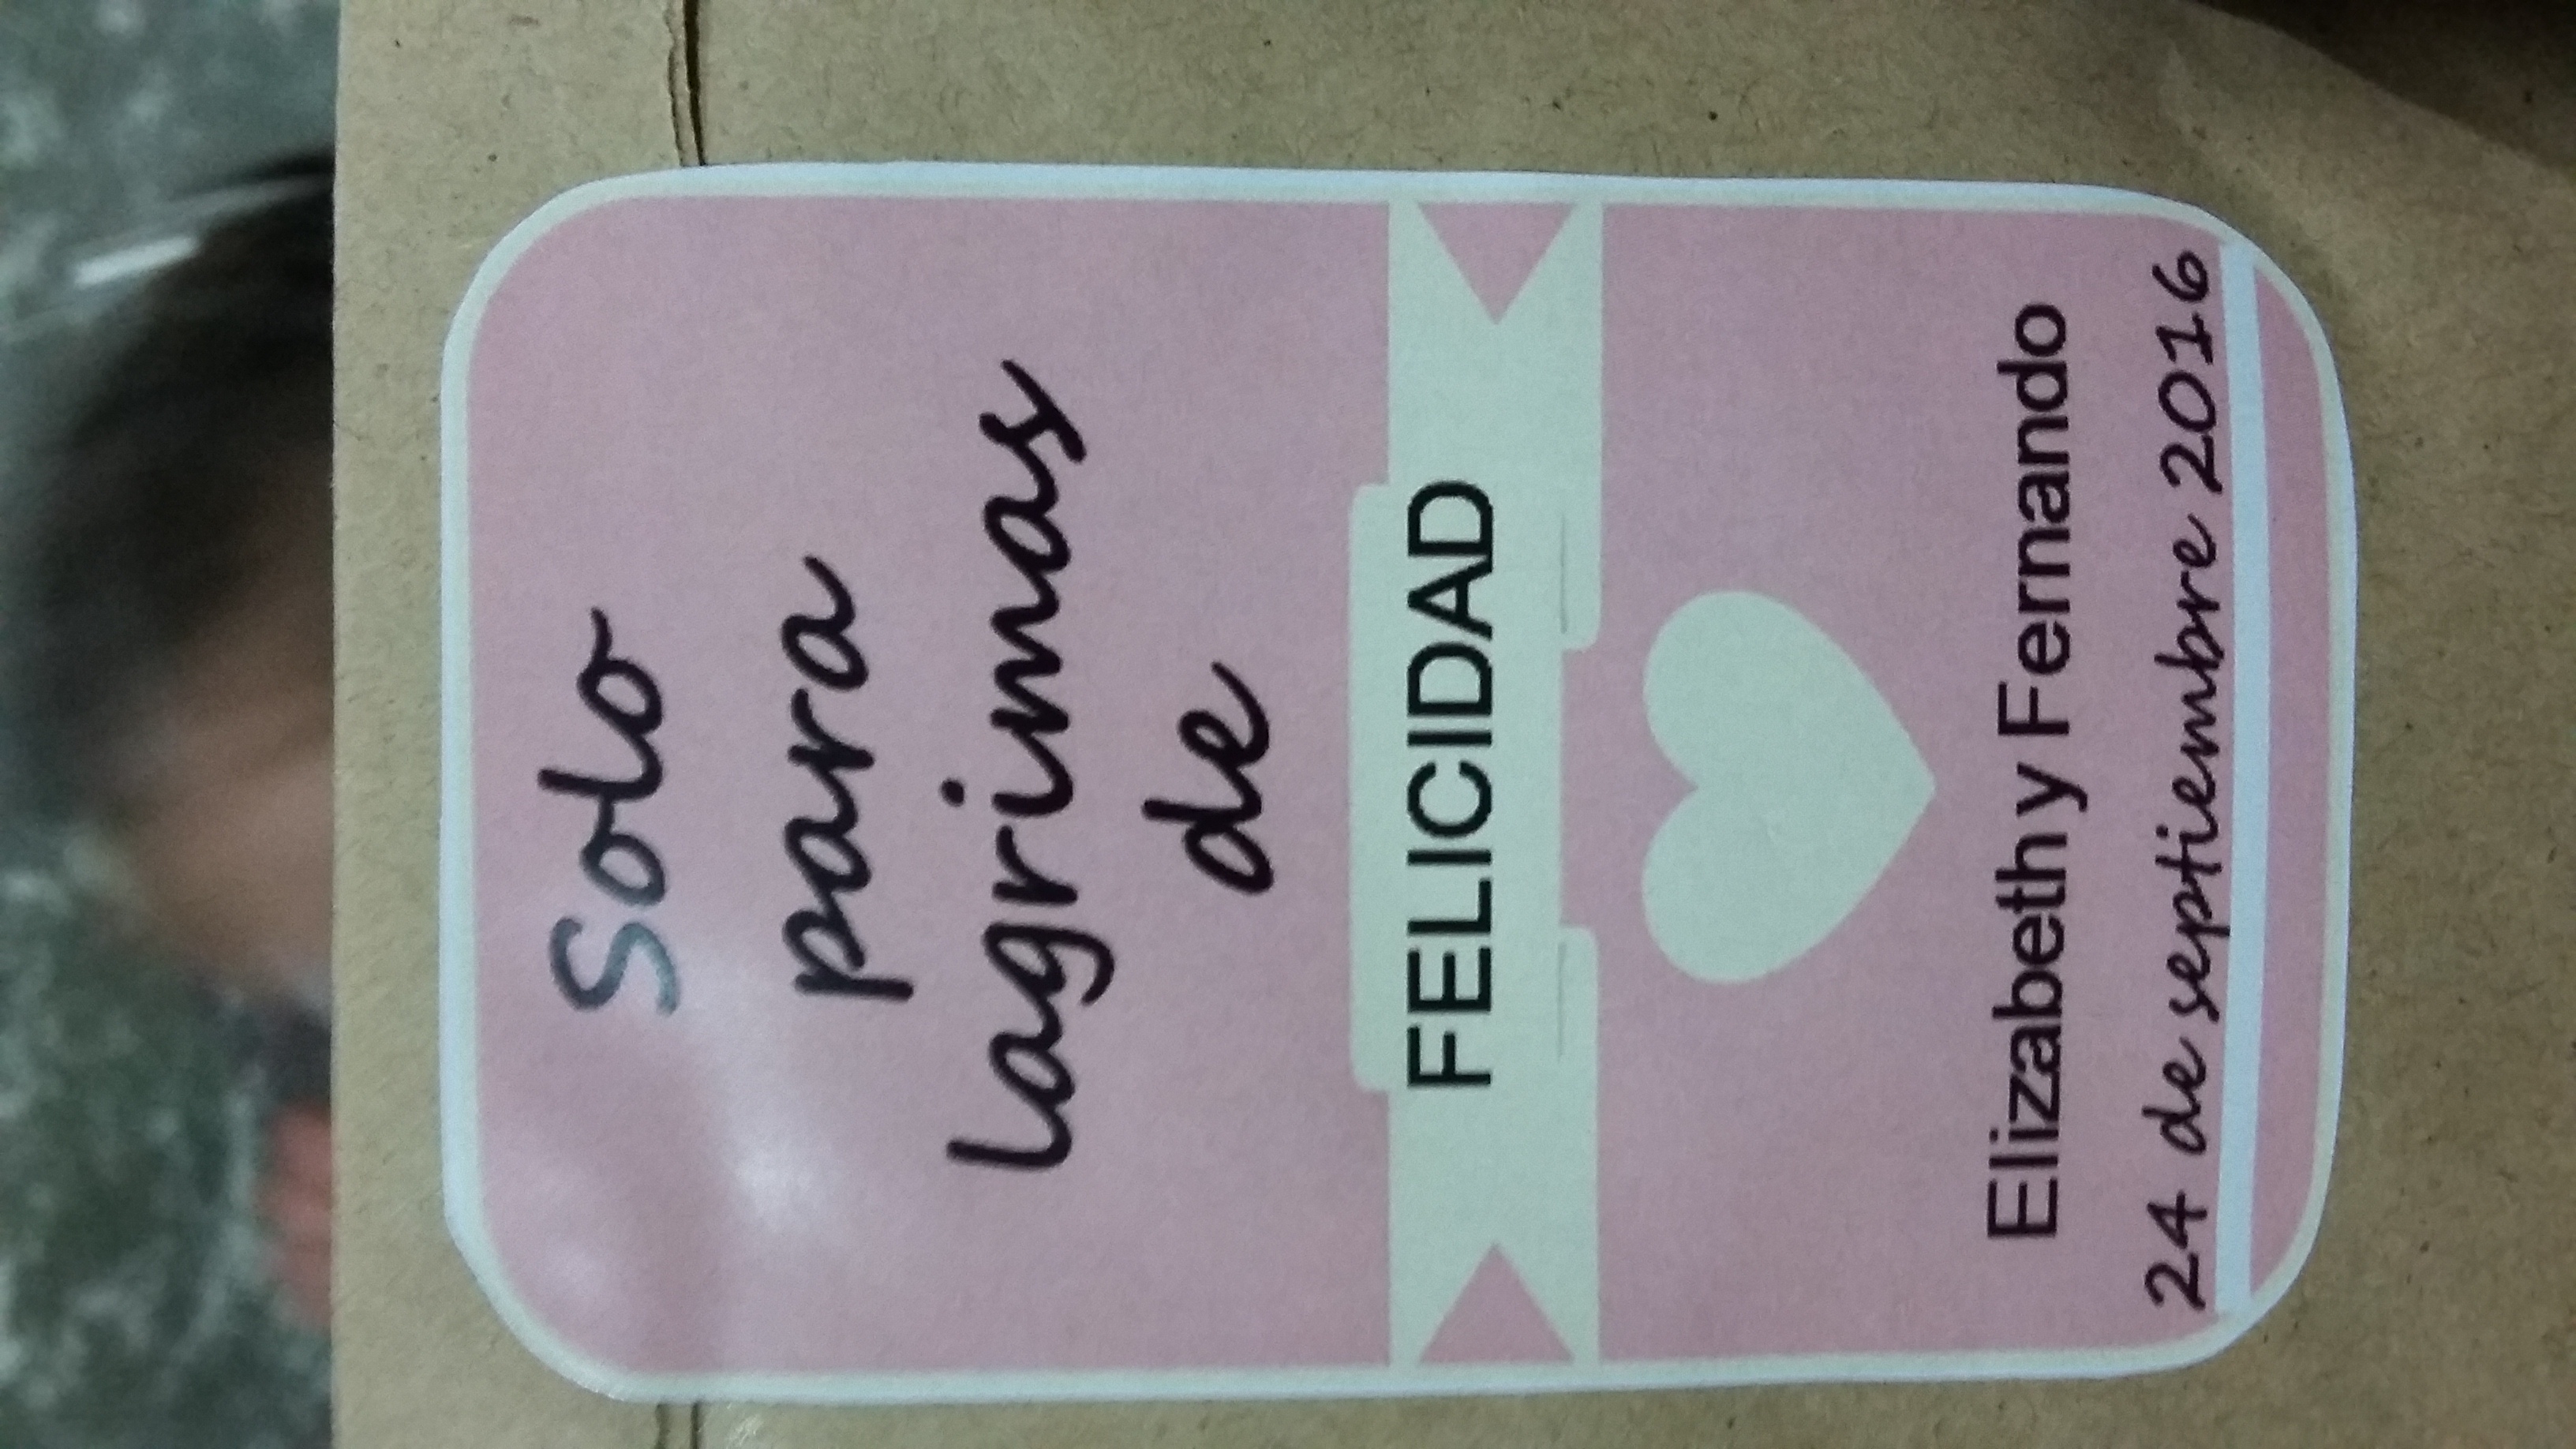 Solo
para
lagrimas
de
FELICIDAD
Elizabeth y Fernando
24 de septiembre 2016